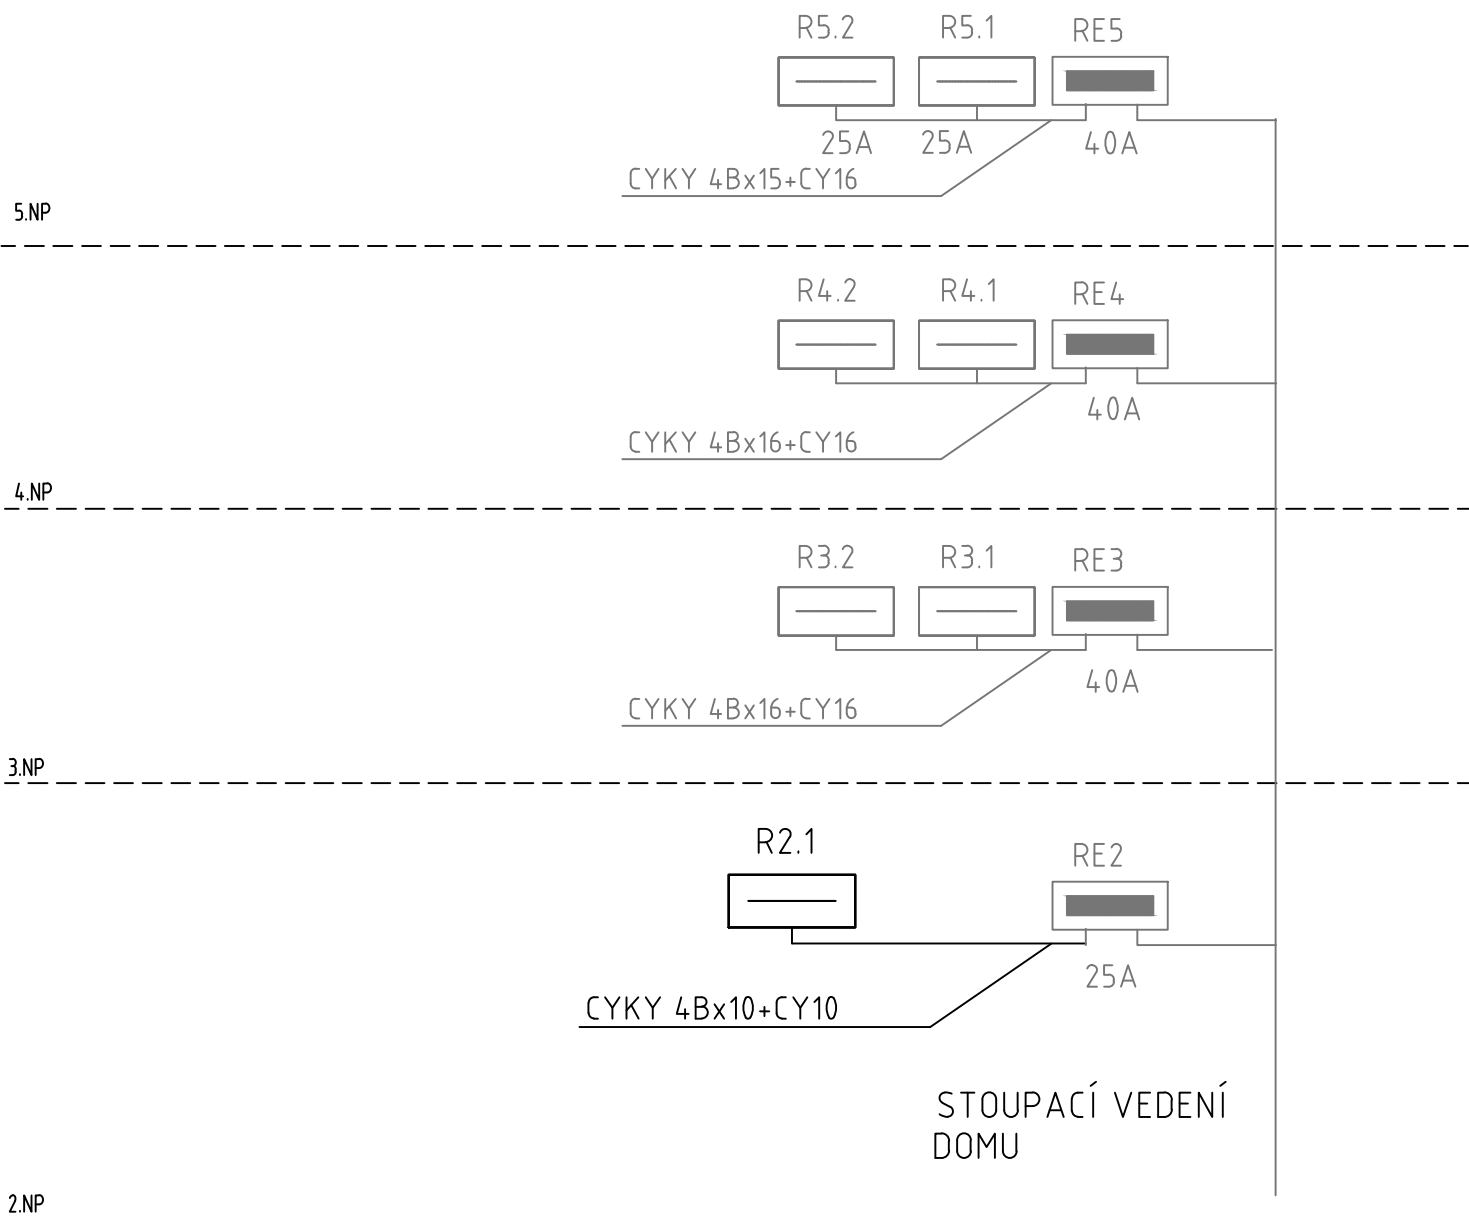 R5.2 R5.1 RE5
25A 25A 40A
CYKY 4Bx15+CY16
5.NP
R4.2 R4.1 RE4
40A
CYKY 4Bx16+CY16
4.NP
R3.2 R3.1 RE3
40A
CYKY 4Bx16+CY16
3.NP
R2.1 RE2
25A
CYKY 4Bx10+CY10
STOUPACÍ VEDENÍ
DOMU
2.NP